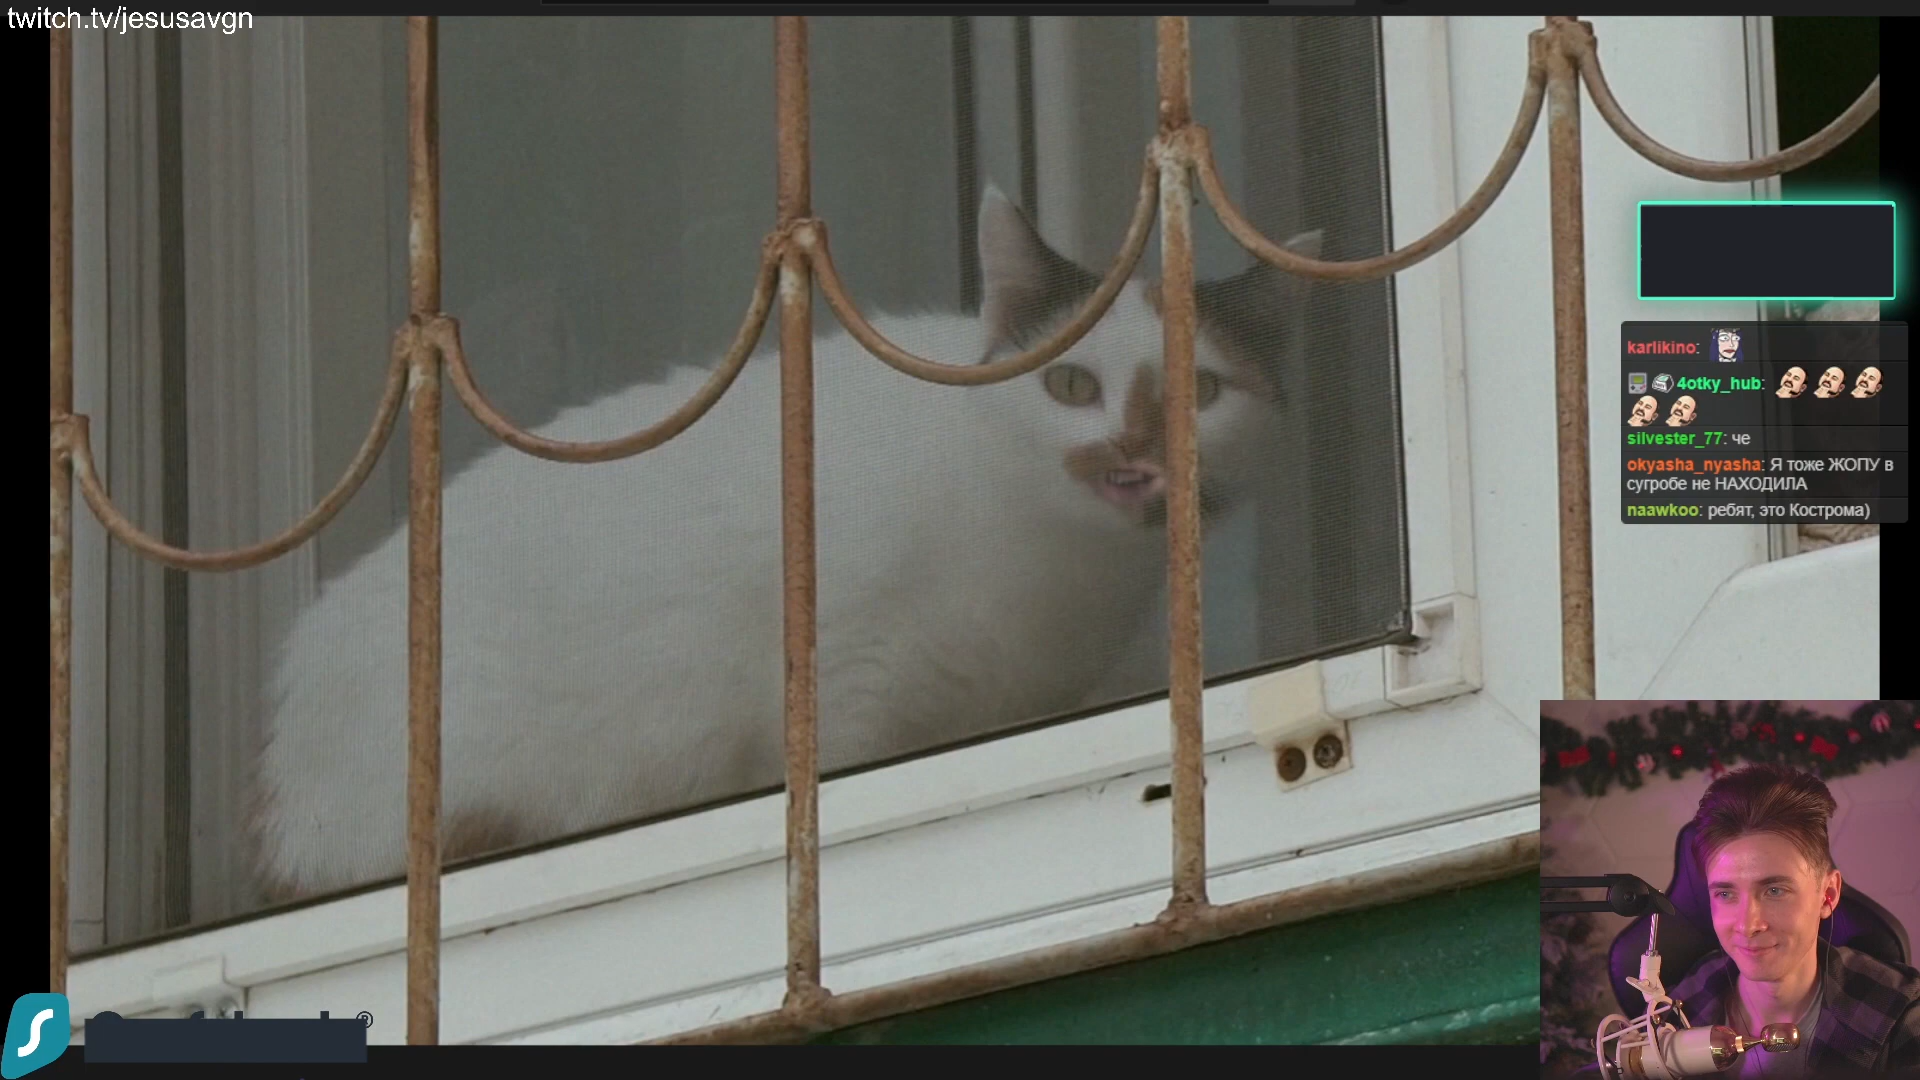 twitch.tv/jesusavgn
karlikino:
4otky_hub:
silvester_77: че
okyasha_nyasha: Я тоже ЖОПУ в
сугробе не НАХОДИЛА
naawkoo: ребят, это Кострома)
®